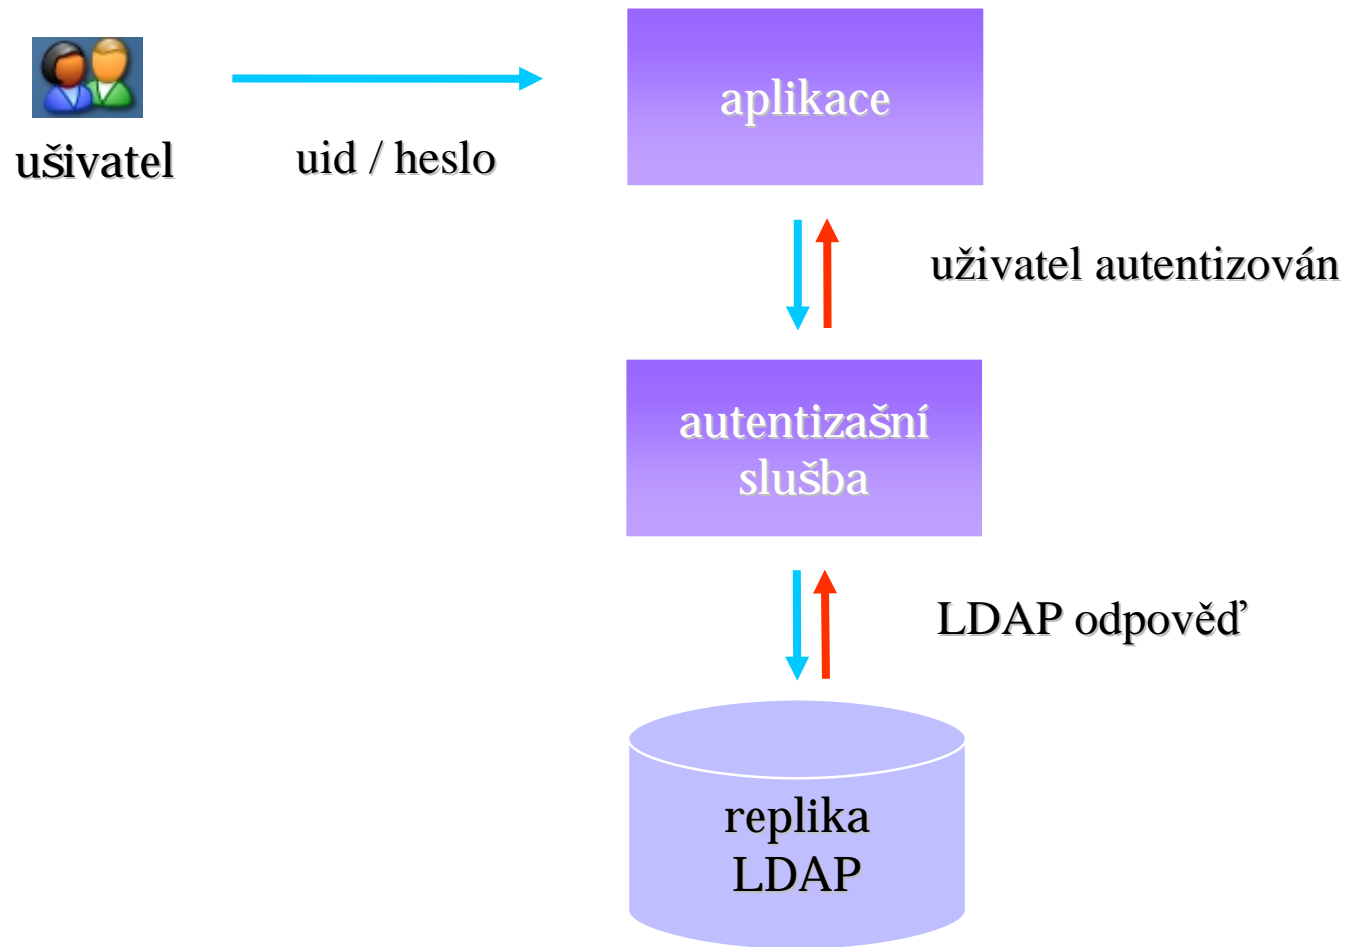 aplikace
ušivatel
uid / heslo
uživatel autentizován
autentizašní
slušba
LDAP odpověď
replika
LDAP